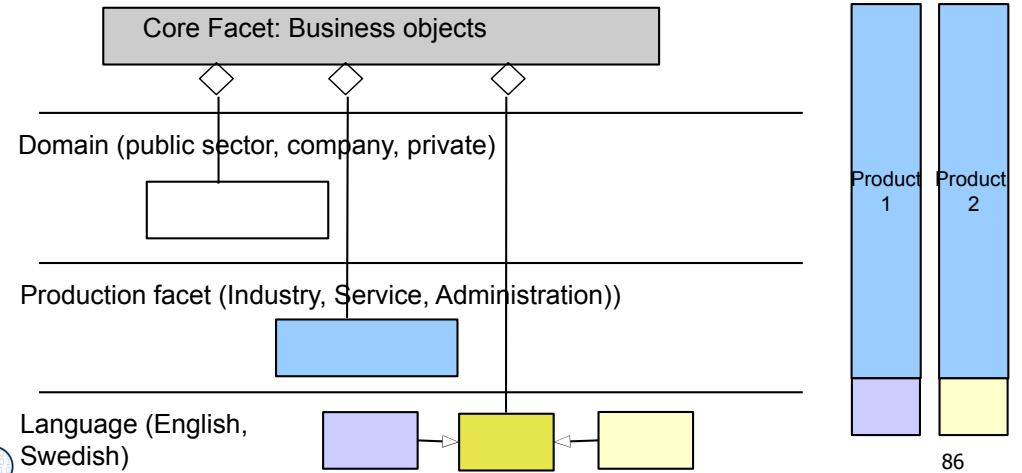 Core Facet: Business objects
Domain (public sector, company, private)
Production facet (Industry, Service, Administration))
Language (English,
Swedish)
Product
1
Product
2
86